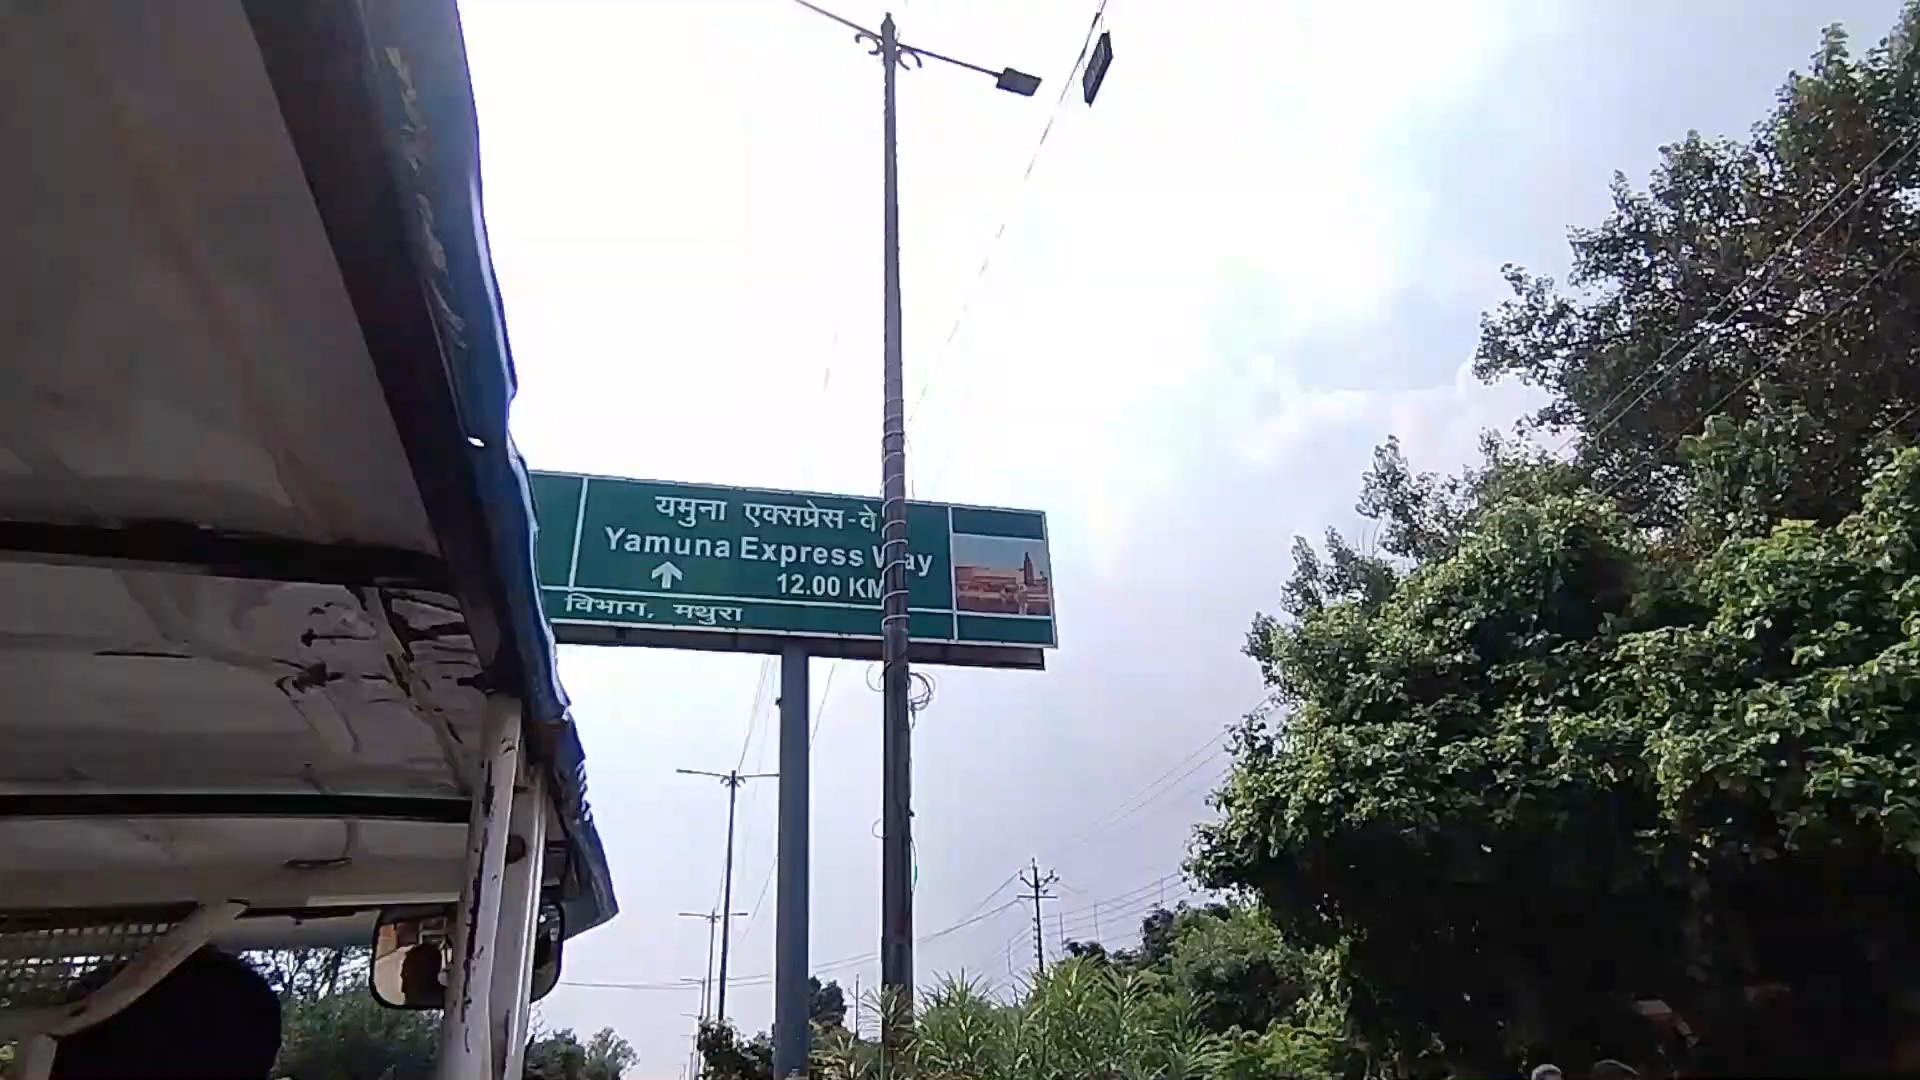 यमुना एक्सप्रेस-वे
Yamuna Express Way
12.00 KM
विभाग, मथुरा